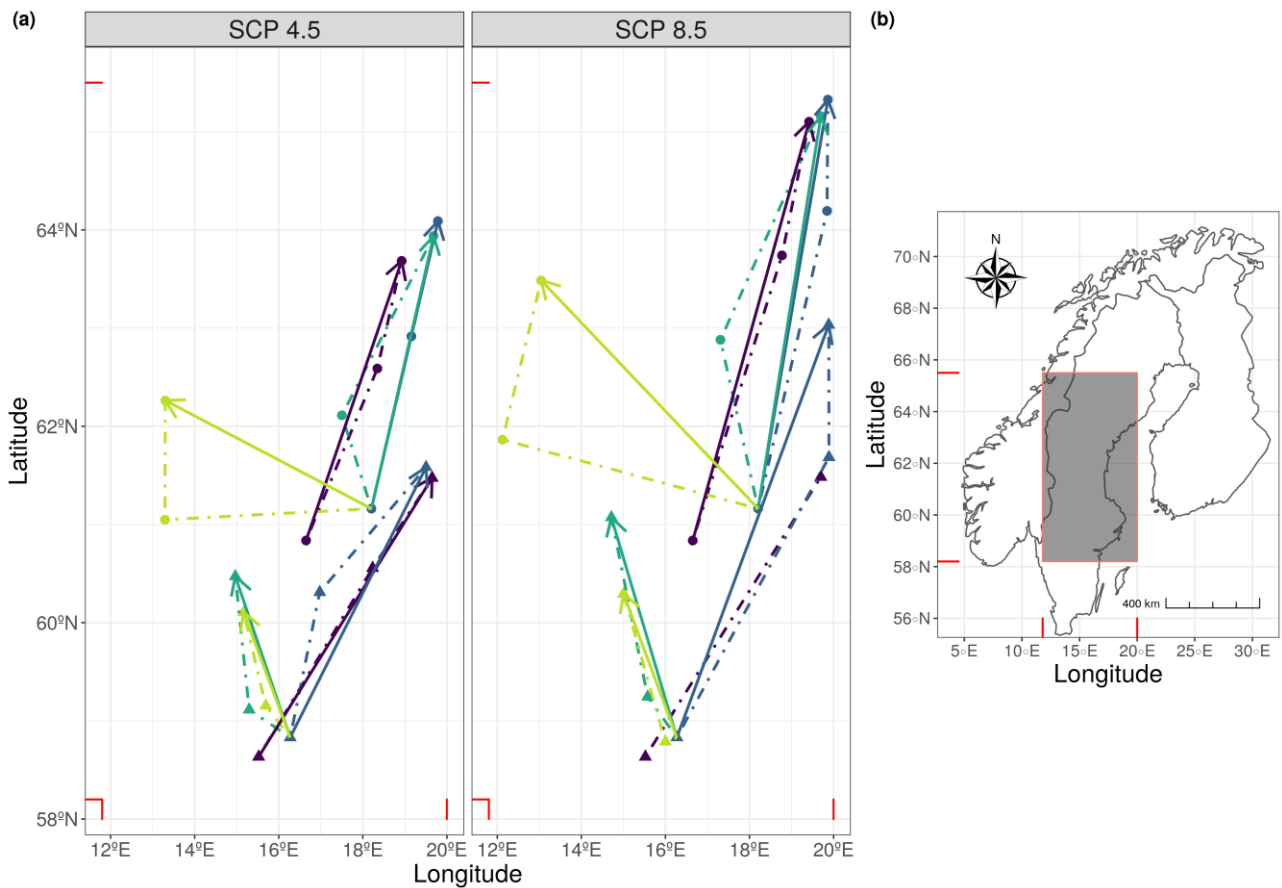 (a)
SCP 4.5
SCP 8.5
(b)
Latitude
64ºN
62ºN
60ºN
58ºN
12ºE 14ºE 16ºE 18ºE 20ºE
12ºE 14ºE 16ºE 18ºE 20ºE
Longitude
N
Latitude
70◦N
68◦N
66◦N
64◦N
62◦N
60◦N
58◦N
56◦N
400 km
5◦E 10◦E 15◦E 20◦E 25◦E 30◦E
Longitude